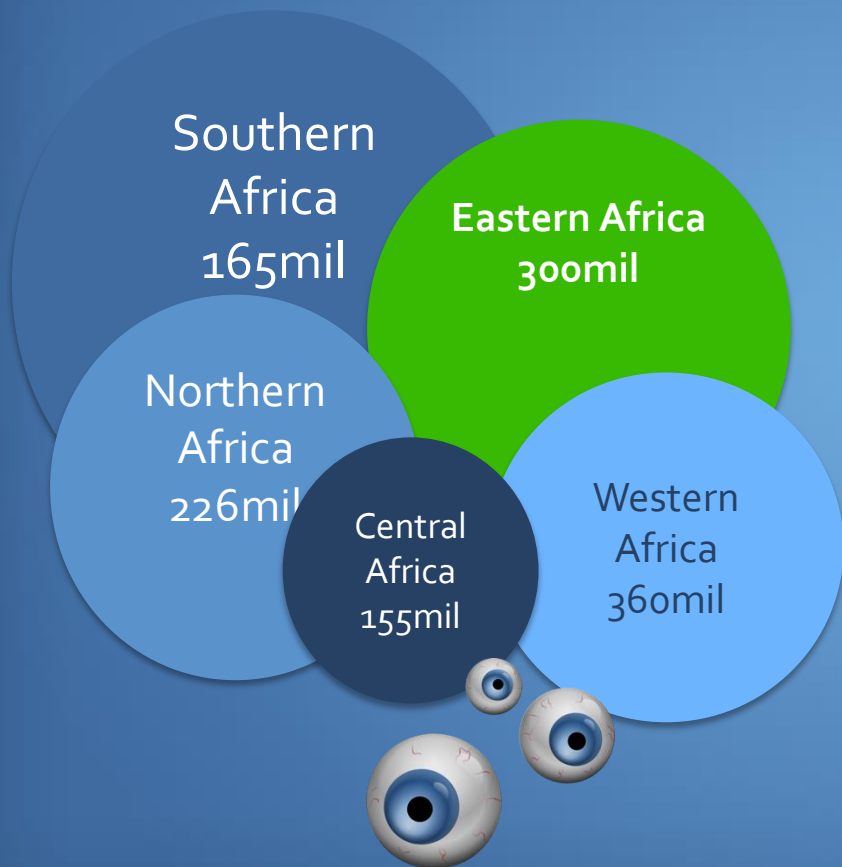 Southern
Africa
165mil
Eastern Africa
300mil
Northern
Africa
226mil
Central
Africa
155mil
Western
Africa
360mil